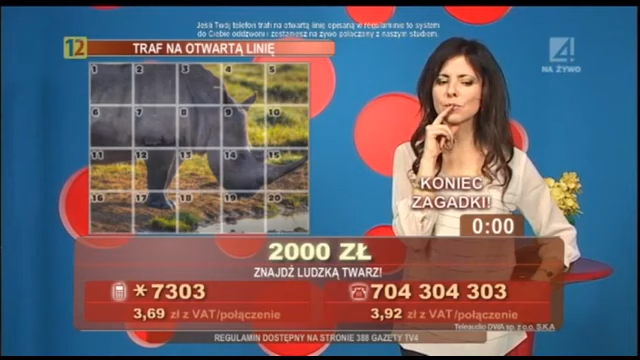 Jeśli Twój telefon trafi na otwartą linię opisaną w regulaminie to system
do Ciebie oddzwoni i zostaniesz na żywo połączony z naszym studiem.
12
TRAF NA OTWARTĄ LINIĘ
4
NA ŻYWO
1 2 3 4 5
6 7 8 9 10
11 12 13 14 15
16 17 18 19 20
KONIEC
ZAGADKI!
0:00
2000 ZŁ
ZNAJDŹ LUDZKĄ TWARZ!
*7303
704 304 303
3,69 zł z VAT/połączenie
3,92 zł z VAT/połączenie
Teleaudio DWA sp. z o.o. S.K.A
REGULAMIN DOSTĘPNY NA STRONIE 388 GAZETY TV4